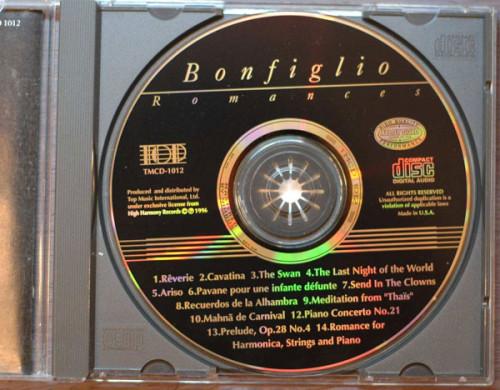 1012
Bonfiglio
Romances
TOP
TMCD-1012
Produced and distributed by
Top Music International, Ltd.
under exclusive license from
High Harmony Records © ℗ 1996
COMPACT
disc
DIGITAL AUDIO
ALL RIGHTS RESERVED
Unauthorized duplication is a
violation of applicable laws
Made in U.S.A.
1.Rêverie 2.Cavatina 3.The Swan 4.The Last Night of the World
5.Ariso 6.Pavane pour une infante défunte 7.Send In The Clowns
8.Recuerdos de la Alhambra 9.Meditation from "Thaïs"
10.Mahnā de Carnival 12.Piano Concerto No.21
13.Prelude, Op.28 No.4 14.Romance for
Harmonica, Strings and Piano